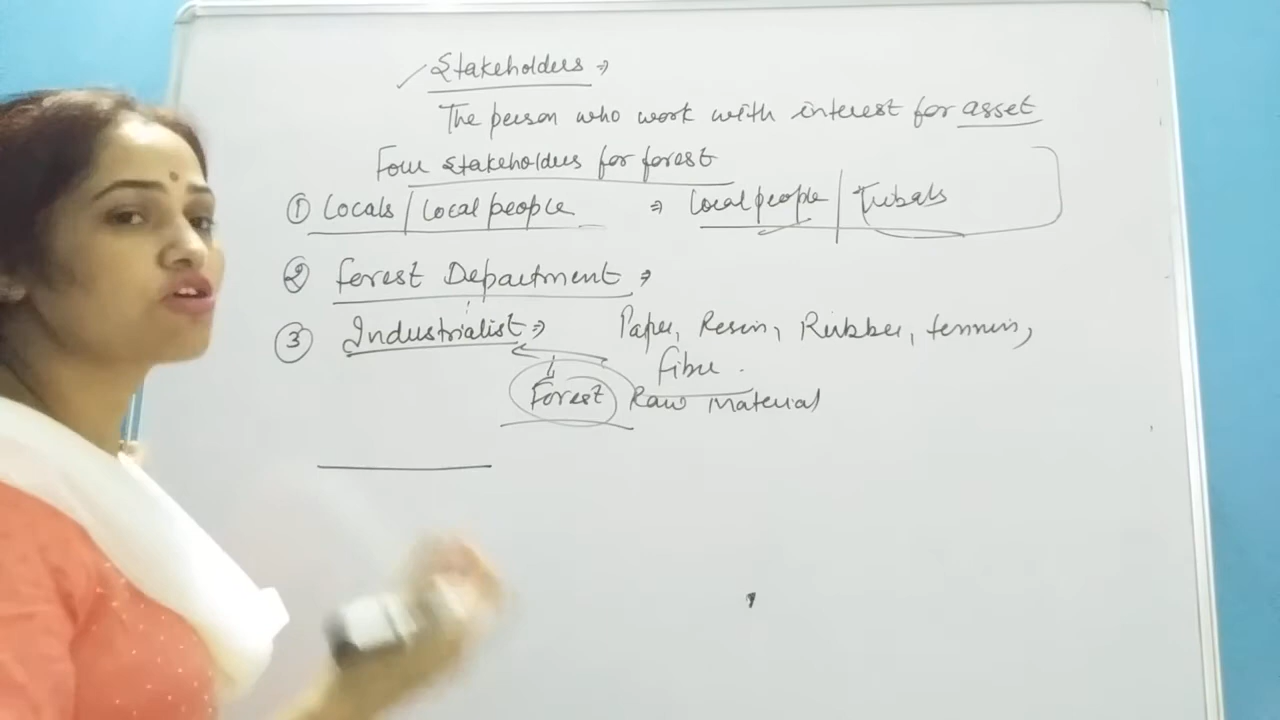 ✓ Stakeholders ⇒
The person who work with interest for asset
Four stakeholders for forest
① Locals / Local people ⇒ Local people / Tribals
② Forest Department ⇒
③ Industrialist ⇒ Paper, Resin, Rubber, tennin,
fibre.
Forest Raw Material